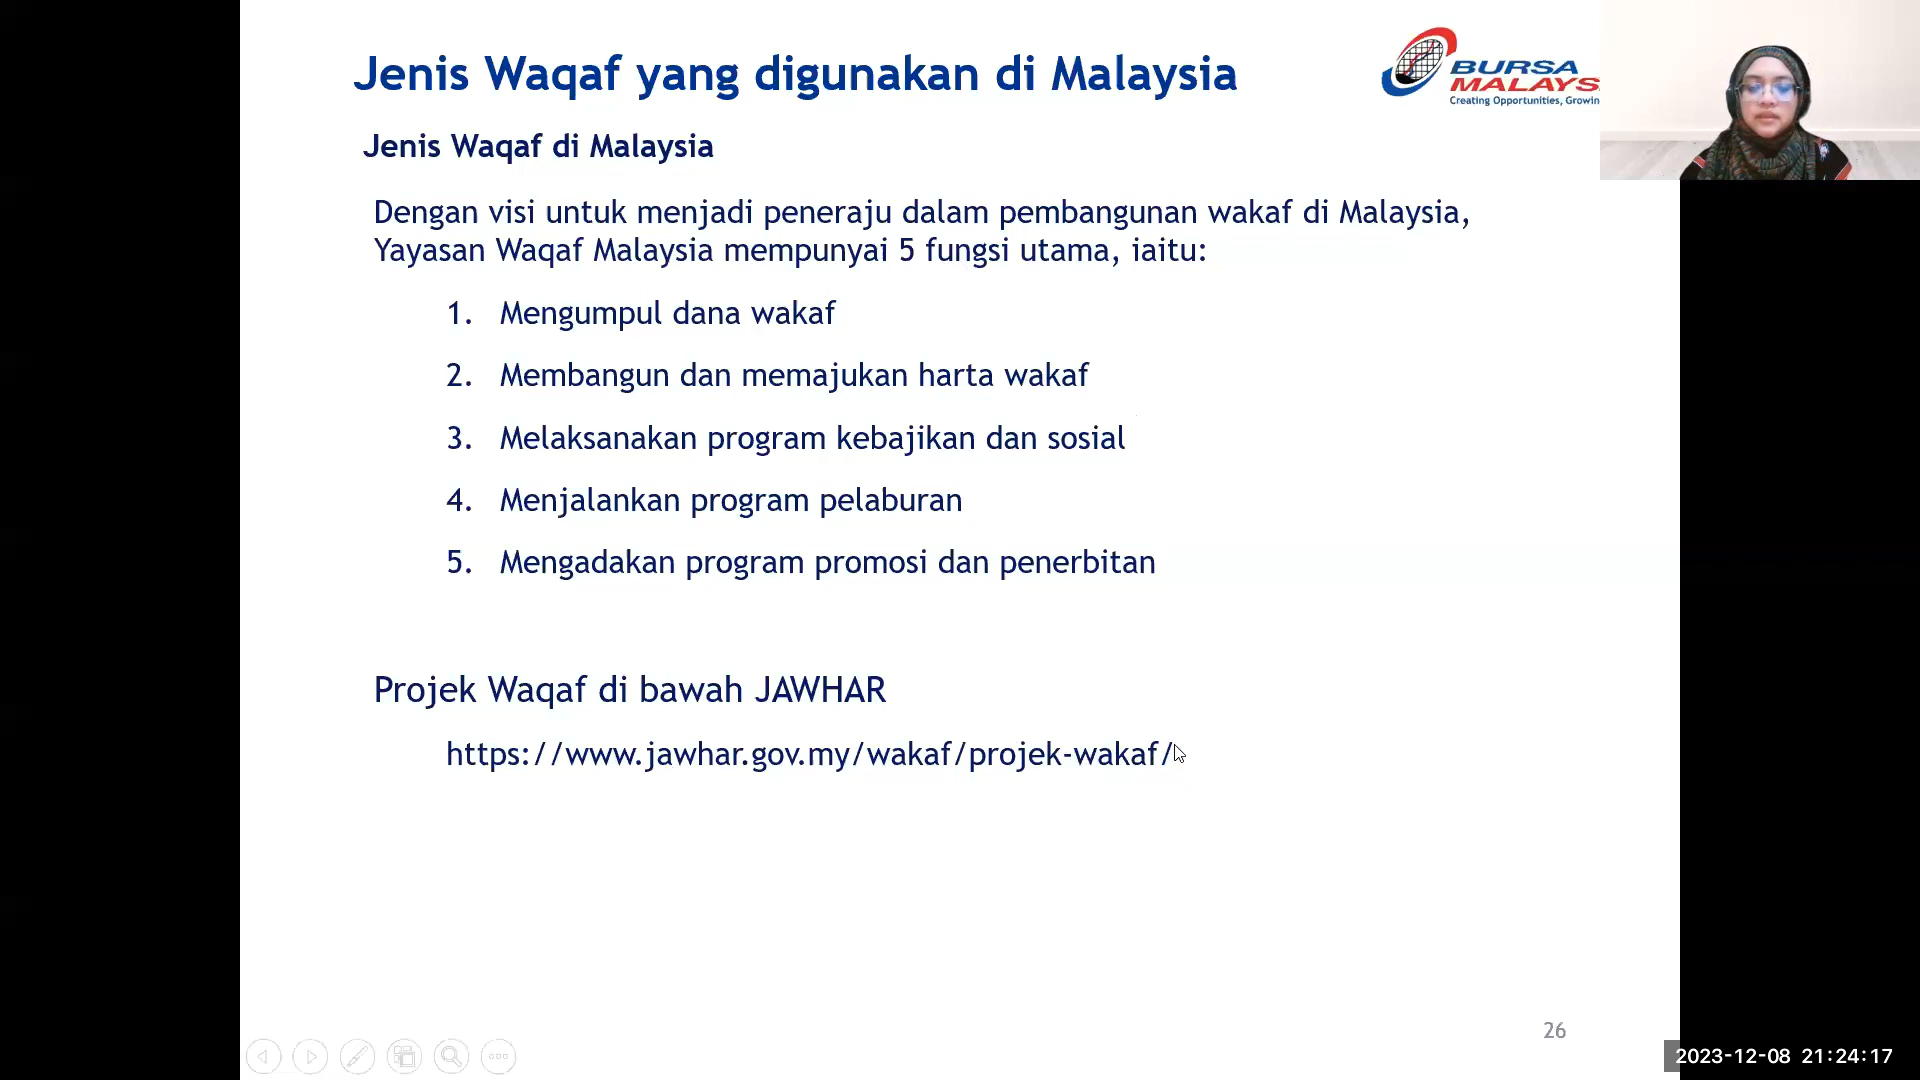 Jenis Waqaf yang digunakan di Malaysia
BURSA
MALAYS
Creating Opportunities, Growin
Jenis Waqaf di Malaysia
Dengan visi untuk menjadi peneraju dalam pembangunan wakaf di Malaysia,
Yayasan Waqaf Malaysia mempunyai 5 fungsi utama, iaitu:
1. Mengumpul dana wakaf
2. Membangun dan memajukan harta wakaf
3. Melaksanakan program kebajikan dan sosial
4. Menjalankan program pelaburan
5. Mengadakan program promosi dan penerbitan
Projek Waqaf di bawah JAWHAR
https://www.jawhar.gov.my/wakaf/projek-wakaf/
26
2023-12-08 21:24:17